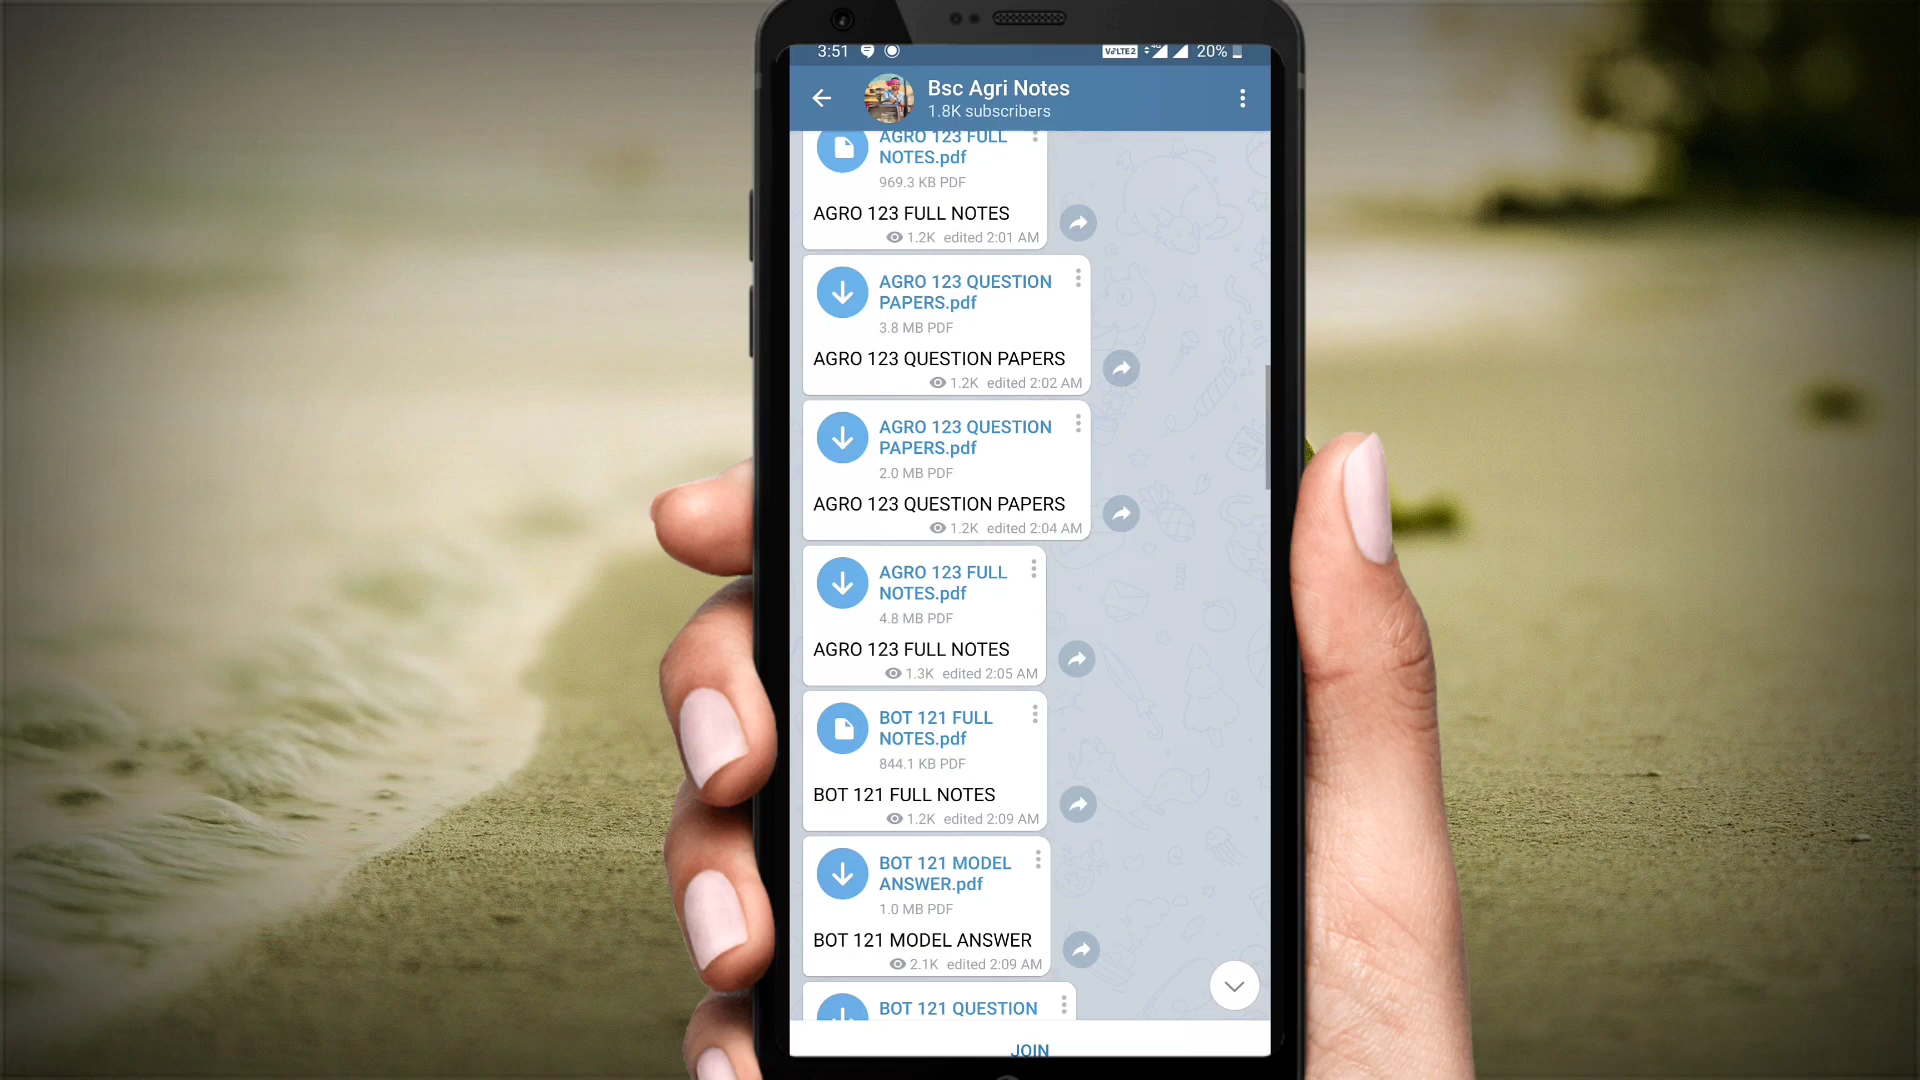 3:51
VoLTE2 4G 20%
Bsc Agri Notes
1.8K subscribers
AGRO 123 FULL
NOTES.pdf
969.3 KB PDF
AGRO 123 FULL NOTES
1.2K edited 2:01 AM
AGRO 123 QUESTION
PAPERS.pdf
3.8 MB PDF
AGRO 123 QUESTION PAPERS
1.2K edited 2:02 AM
AGRO 123 QUESTION
PAPERS.pdf
2.0 MB PDF
AGRO 123 QUESTION PAPERS
1.2K edited 2:04 AM
AGRO 123 FULL
NOTES.pdf
4.8 MB PDF
AGRO 123 FULL NOTES
1.3K edited 2:05 AM
BOT 121 FULL
NOTES.pdf
844.1 KB PDF
BOT 121 FULL NOTES
1.2K edited 2:09 AM
BOT 121 MODEL
ANSWER.pdf
1.0 MB PDF
BOT 121 MODEL ANSWER
2.1K edited 2:09 AM
BOT 121 QUESTION
JOIN